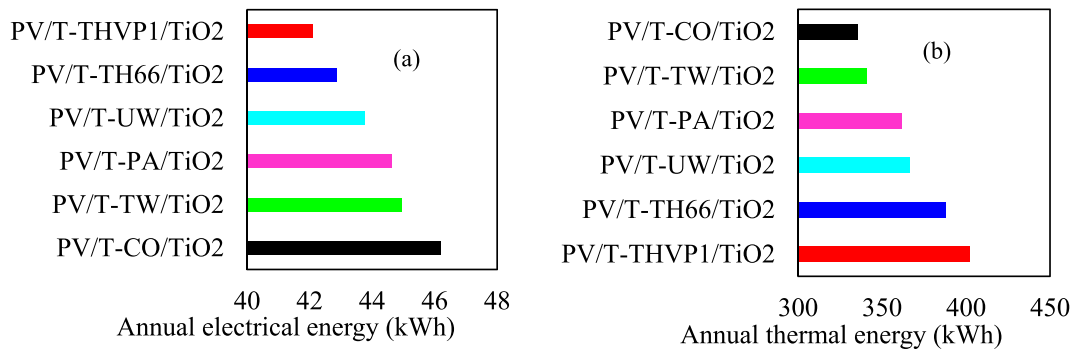 PV/T-THVP1/TiO2
PV/T-TH66/TiO2
PV/T-UW/TiO2
PV/T-PA/TiO2
PV/T-TW/TiO2
PV/T-CO/TiO2
(a)
40 42 44 46 48
Annual electrical energy (kWh)
PV/T-CO/TiO2
PV/T-TW/TiO2
PV/T-PA/TiO2
PV/T-UW/TiO2
PV/T-TH66/TiO2
PV/T-THVP1/TiO2
(b)
300 350 400 450
Annual thermal energy (kWh)